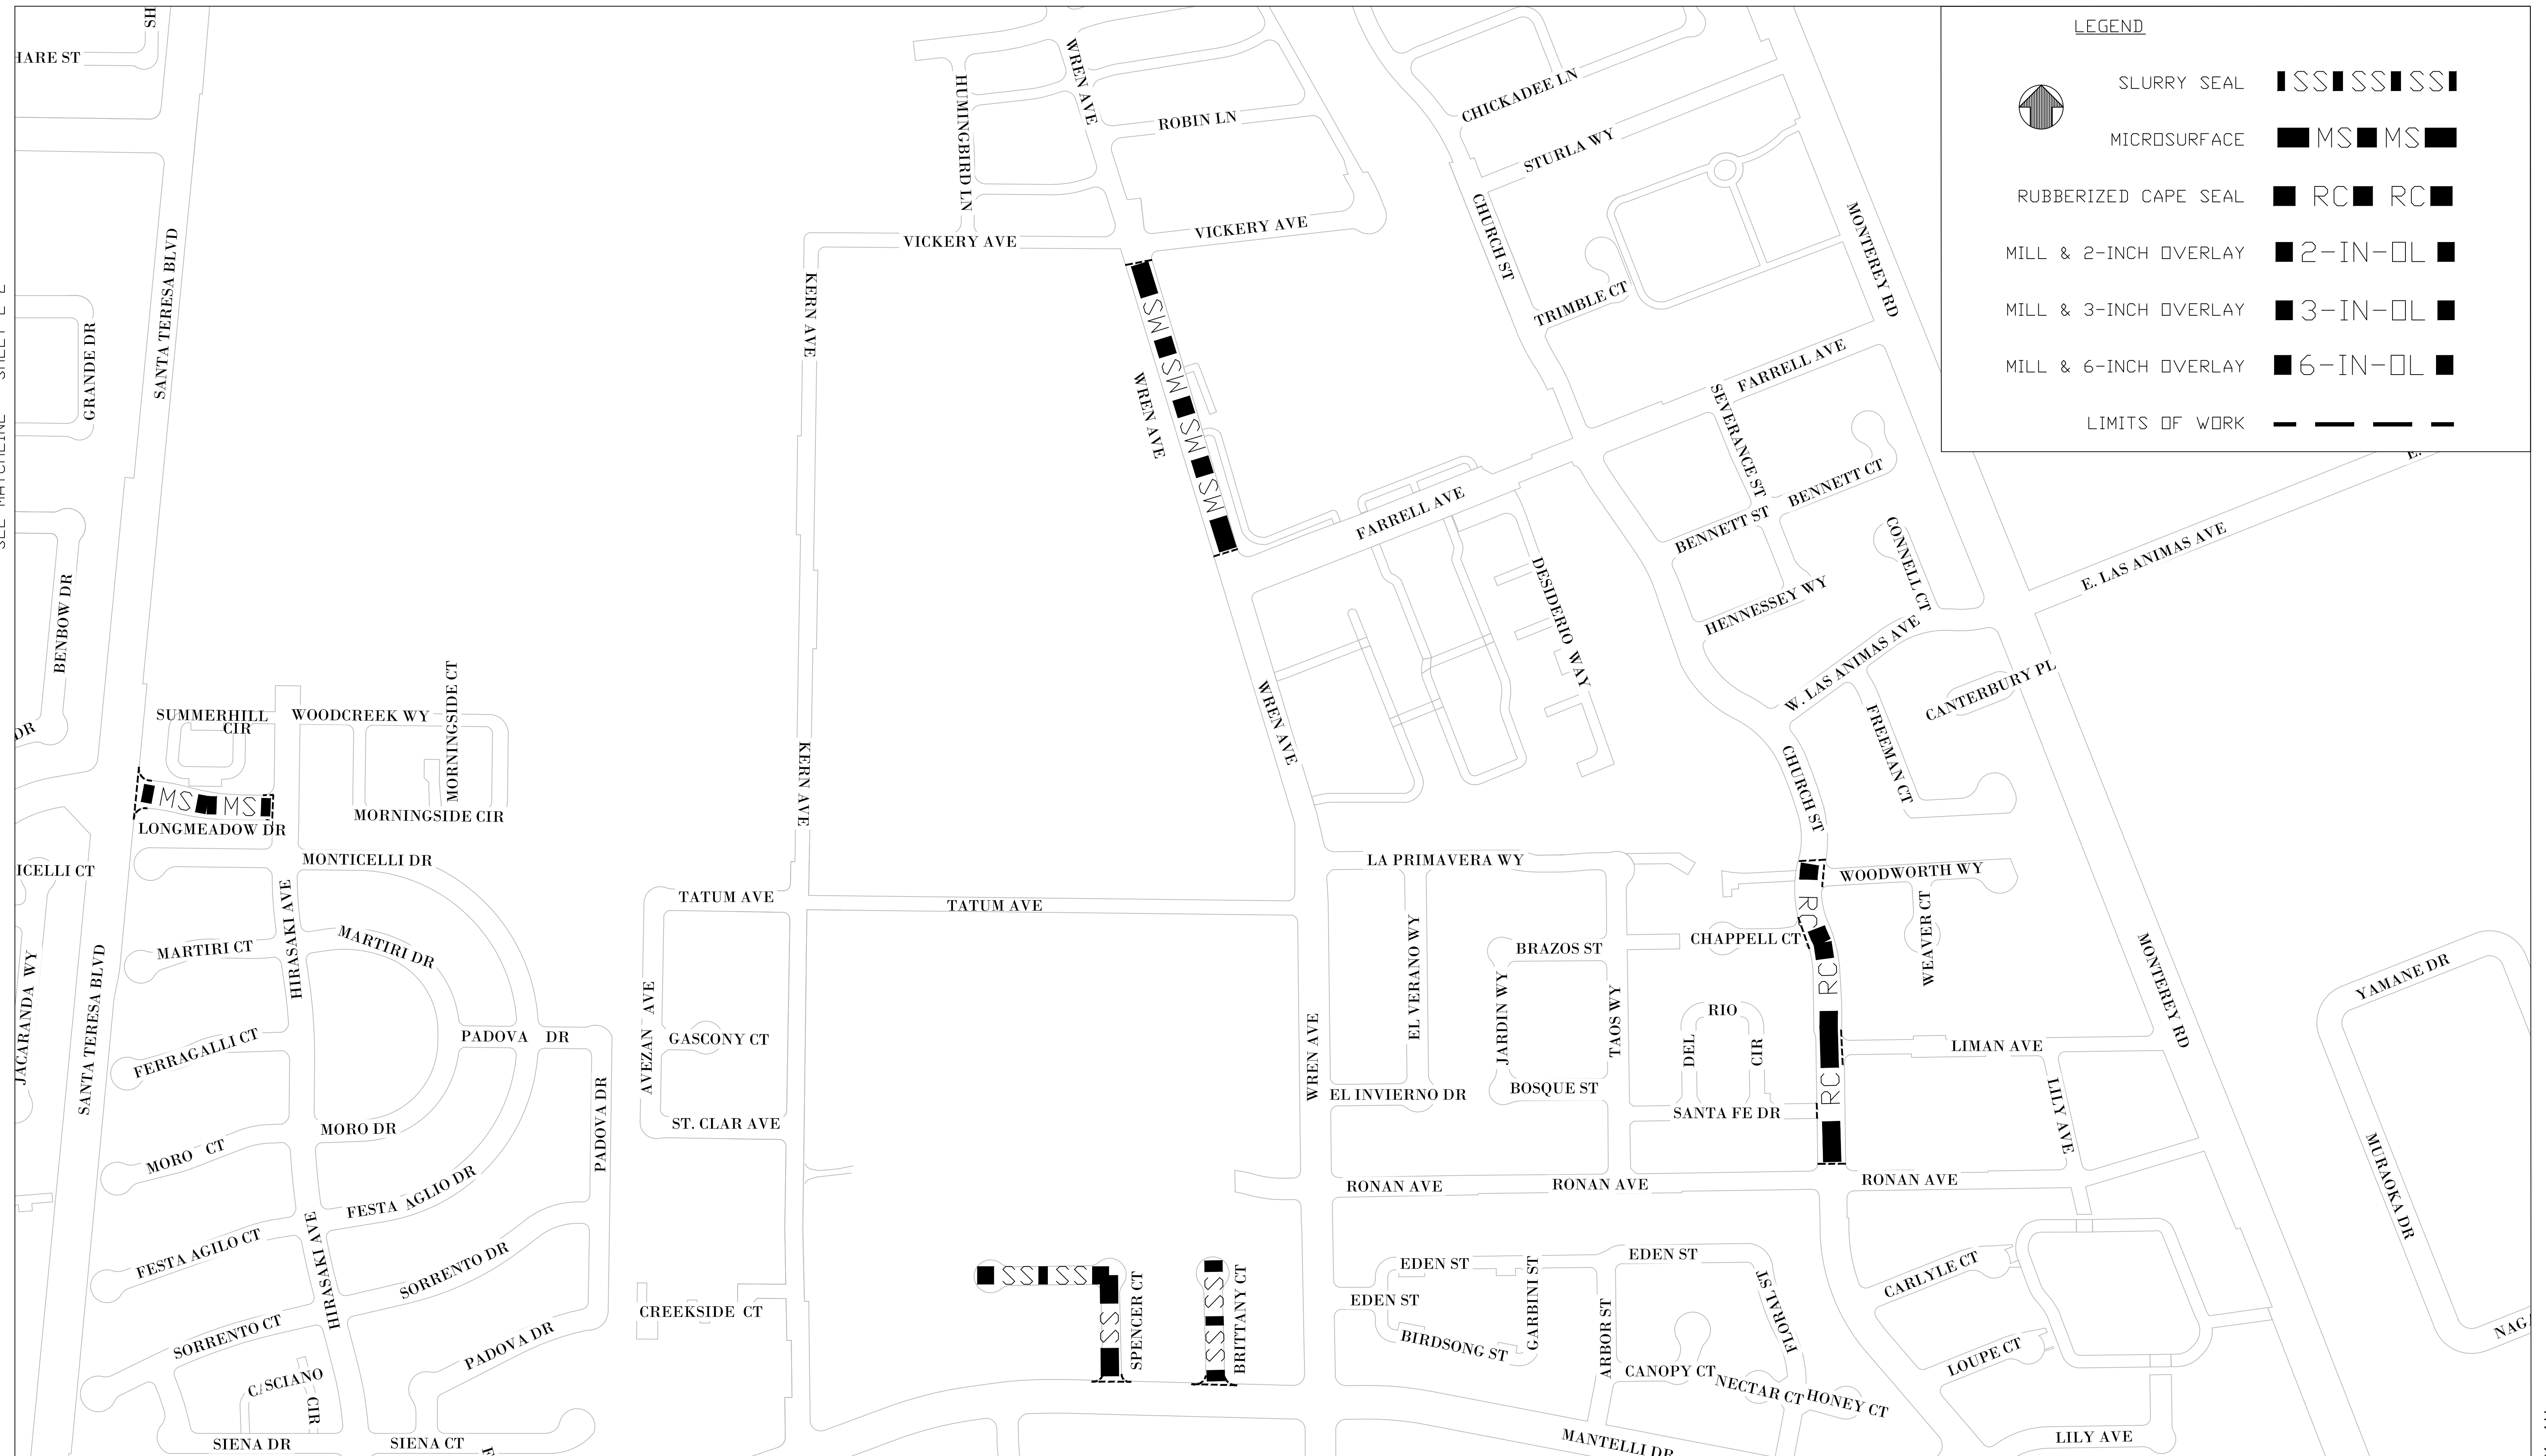 LEGEND
SLURRY SEAL SS SS SS
MICROSURFACE MS MS
RUBBERIZED CAPE SEAL RC RC
MILL & 2-INCH OVERLAY 2-IN-OL
MILL & 3-INCH OVERLAY 3-IN-OL
MILL & 6-INCH OVERLAY 6-IN-OL
LIMITS OF WORK
SH
HARE ST
HUMINGBIRD LN
WREN AVE
ROBIN LN
CHICKADEE LN
STURLA WY
VICKERY AVE
VICKERY AVE
CHURCH ST
MONTEREY RD
TRIMBLE CT
SANTA TERESA BLVD
GRANDE DR
KERN AVE
WREN AVE
MS MS MS MS
FARRELL AVE
SEVERANCE ST
BENNETT CT
BENNETT ST
FARRELL AVE
CONNELL CT
E.
E. LAS ANIMAS AVE
HENNESSEY WY
DESIDERIO WAY
BENBOW DR
W. LAS ANIMAS AVE
CANTERBURY PL
FREEMAN CT
WREN AVE
DR
SUMMERHILL
CIR
WOODCREEK WY
MORNINGSIDE CT
MS MS
LONGMEADOW DR
MORNINGSIDE CIR
KERN AVE
CHURCH ST
MONTICELLI DR
ICELLI CT
LA PRIMAVERA WY
WOODWORTH WY
WEAVER CT
TATUM AVE
TATUM AVE
HIRASAKI AVE
MARTIRI CT
MARTIRI DR
BRAZOS ST
CHAPPELL CT
RC
RC
RC
JACARANDA WY
SANTA TERESA BLVD
EL VERANO WY
JARDIN WY
TAOS WY
RIO
DEL
CIR
MONTEREY RD
YAMANE DR
FERRAGALLI CT
PADOVA DR
AVEZAN AVE
GASCONY CT
WREN AVE
LIMAN AVE
EL INVIERNO DR
BOSQUE ST
SANTA FE DR
LILY AVE
MORO CT
MORO DR
PADOVA DR
ST. CLAR AVE
MURAOKA DR
RONAN AVE
RONAN AVE
RONAN AVE
FESTA AGLIO DR
FESTA AGILO CT
HIRASAKI AVE
SORRENTO DR
SS SS
SS
SPENCER CT
SS SS
BRITTANY CT
EDEN ST
EDEN ST
EDEN ST
GARBINI ST
FLORAL ST
CARLYLE CT
CREEKSIDE CT
BIRDSONG ST
ARBOR ST
SORRENTO CT
PADOVA DR
CANOPY CT
NECTAR CT
HONEY CT
LOUPE CT
CASCIANO
CIR
SIENA DR
SIENA CT
MANTELLI DR
LILY AVE